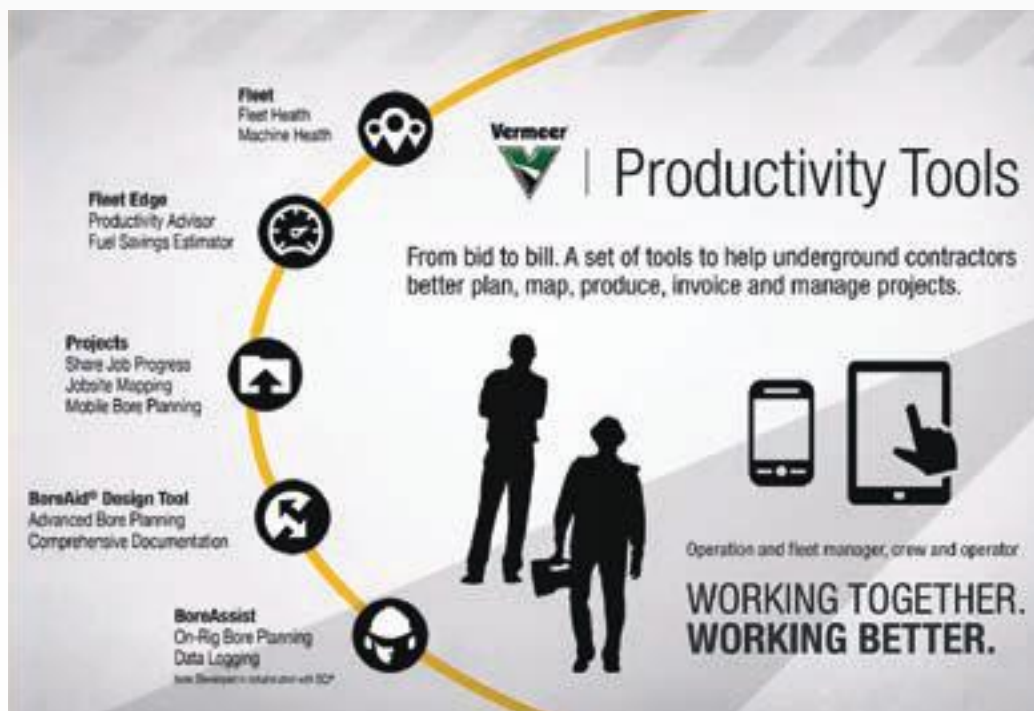 Fleet
Fleet Heath
Machine Heath
Vermeer
Productivity Tools
Fleet Edge
Productivity Advisor
Fuel Savings Estimator
From bid to bill. A set of tools to help underground contractors
better plan, map, produce, invoice and manage projects.
Projects
Share Job Progress
Jobsite Mapping
Mobile Bore Planning
BoreAid® Design Tool
Advanced Bore Planning
Comprehensive Documentation
Operation and fleet manager, crew and operator
WORKING TOGETHER.
WORKING BETTER.
BoreAssist
On-Rig Bore Planning
Data Logging